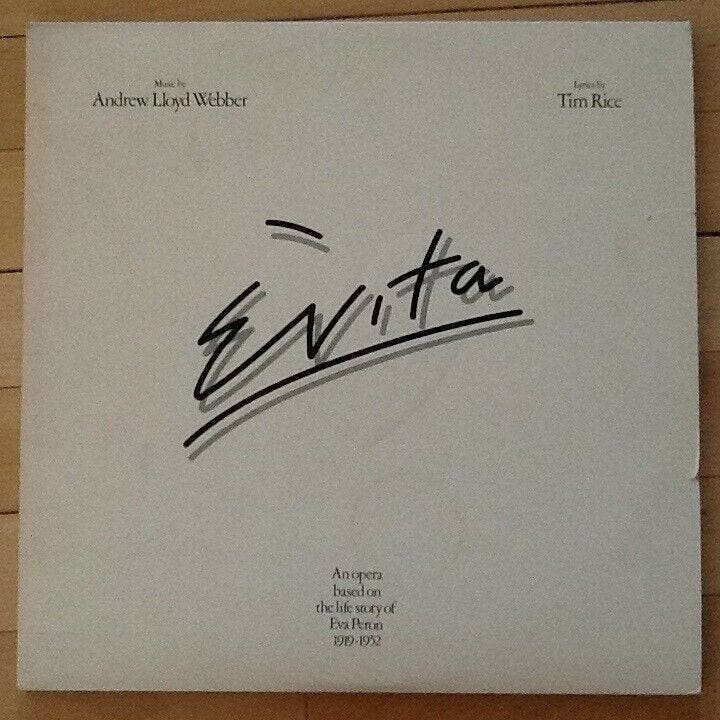 Music by
Andrew Lloyd Webber
Lyrics by
Tim Rice
Evita
An opera
based on
the life story of
Eva Peron
1919-1952